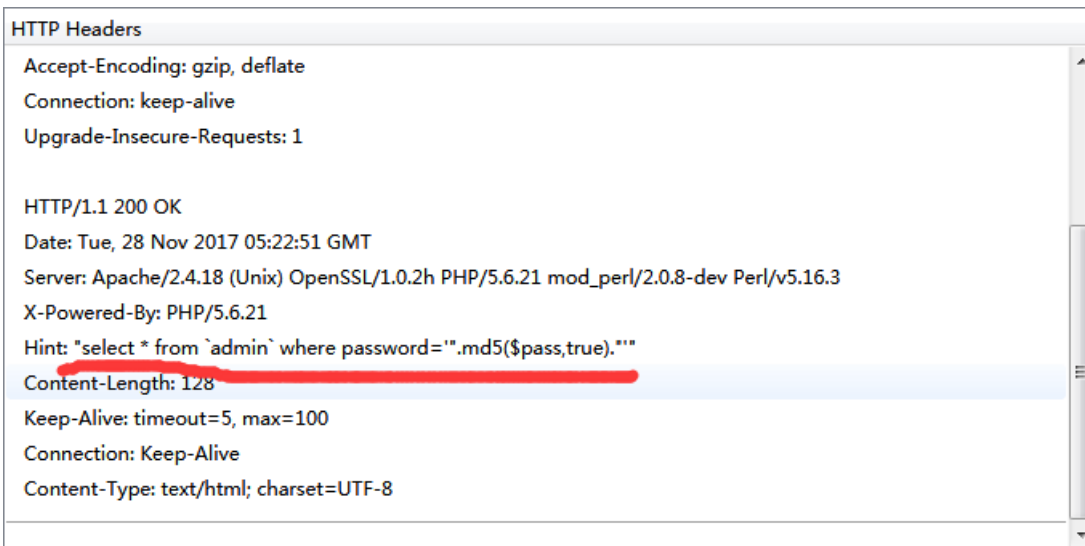 HTTP Headers
Accept-Encoding: gzip, deflate
Connection: keep-alive
Upgrade-Insecure-Requests: 1
HTTP/1.1 200 OK
Date: Tue, 28 Nov 2017 05:22:51 GMT
Server: Apache/2.4.18 (Unix) OpenSSL/1.0.2h PHP/5.6.21 mod_perl/2.0.8-dev Perl/v5.16.3
X-Powered-By: PHP/5.6.21
Hint: "select * from `admin` where password='".md5($pass,true)."'"
Content-Length: 128
Keep-Alive: timeout=5, max=100
Connection: Keep-Alive
Content-Type: text/html; charset=UTF-8